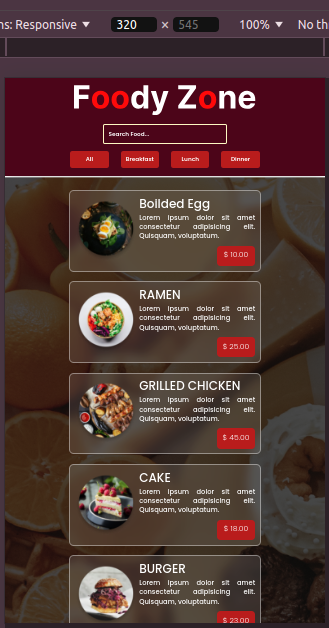 ns: Responsive 320 × 545 100% No th
Foody Zone
Search Food...
All Breakfast Lunch Dinner
Boilded Egg
Lorem ipsum dolor sit amet
consectetur adipisicing elit.
Quisquam, voluptatum.
$ 10.00
RAMEN
Lorem ipsum dolor sit amet
consectetur adipisicing elit.
Quisquam, voluptatum.
$ 25.00
GRILLED CHICKEN
Lorem ipsum dolor sit amet
consectetur adipisicing elit.
Quisquam, voluptatum.
$ 45.00
CAKE
Lorem ipsum dolor sit amet
consectetur adipisicing elit.
Quisquam, voluptatum.
$ 18.00
BURGER
Lorem ipsum dolor sit amet
consectetur adipisicing elit.
Quisquam, voluptatum.
$ 23.00